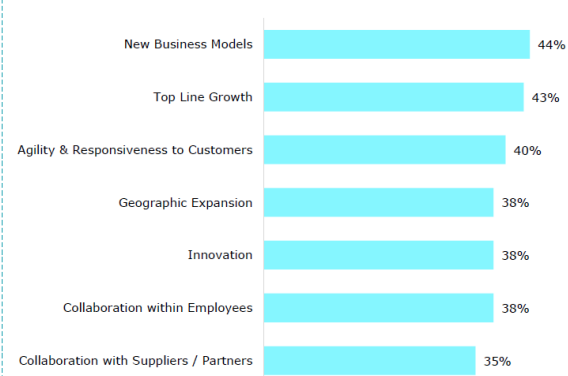 New Business Models 44%
Top Line Growth 43%
Agility & Responsiveness to Customers 40%
Geographic Expansion 38%
Innovation 38%
Collaboration within Employees 38%
Collaboration with Suppliers / Partners 35%